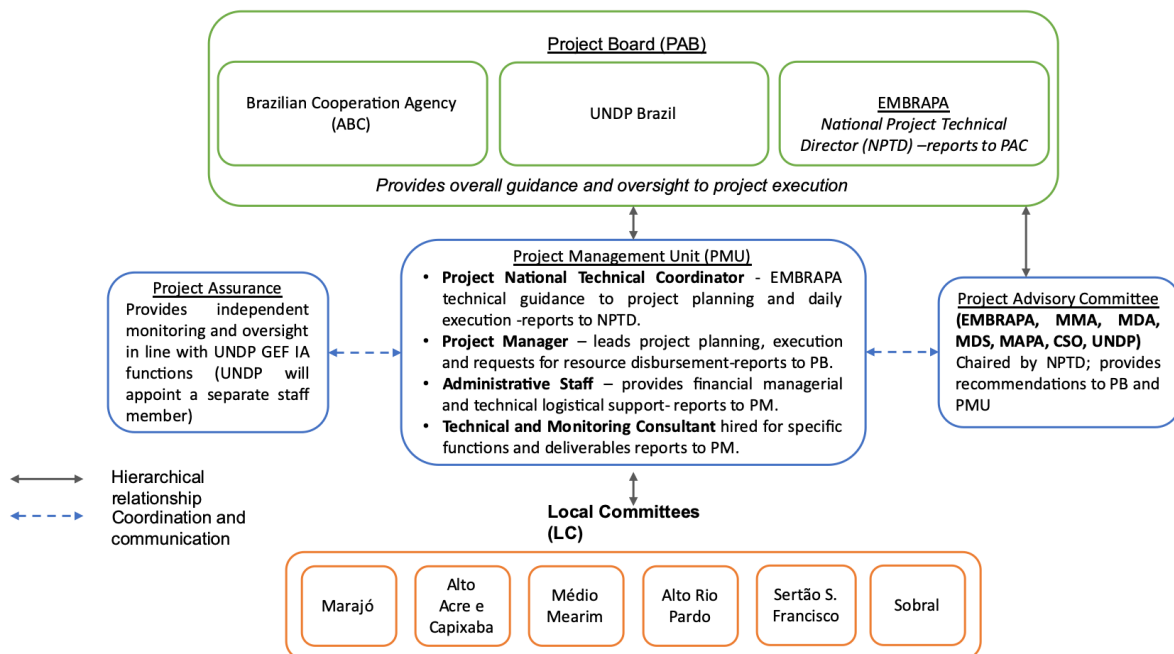 Project Board (PAB)
Brazilian Cooperation Agency
(ABC)
UNDP Brazil
EMBRAPA
National Project Technical
Director (NPTD) –reports to PAC
Provides overall guidance and oversight to project execution
Project Management Unit (PMU)
• Project National Technical Coordinator - EMBRAPA
technical guidance to project planning and daily
execution -reports to NPTD.
• Project Manager – leads project planning, execution
and requests for resource disbursement-reports to PB.
• Administrative Staff – provides financial managerial
and technical logistical support- reports to PM.
• Technical and Monitoring Consultant hired for specific
functions and deliverables reports to PM.
Project Assurance
Provides independent
monitoring and oversight
in line with UNDP GEF IA
functions (UNDP will
appoint a separate staff
member)
Project Advisory Committee
(EMBRAPA, MMA, MDA,
MDS, MAPA, CSO, UNDP)
Chaired by NPTD; provides
recommendations to PB and
PMU
Hierarchical
relationship
Coordination and
communication
Local Committees
(LC)
Marajó
Alto
Acre e
Capixaba
Médio
Mearim
Alto Rio
Pardo
Sertão S.
Francisco
Sobral